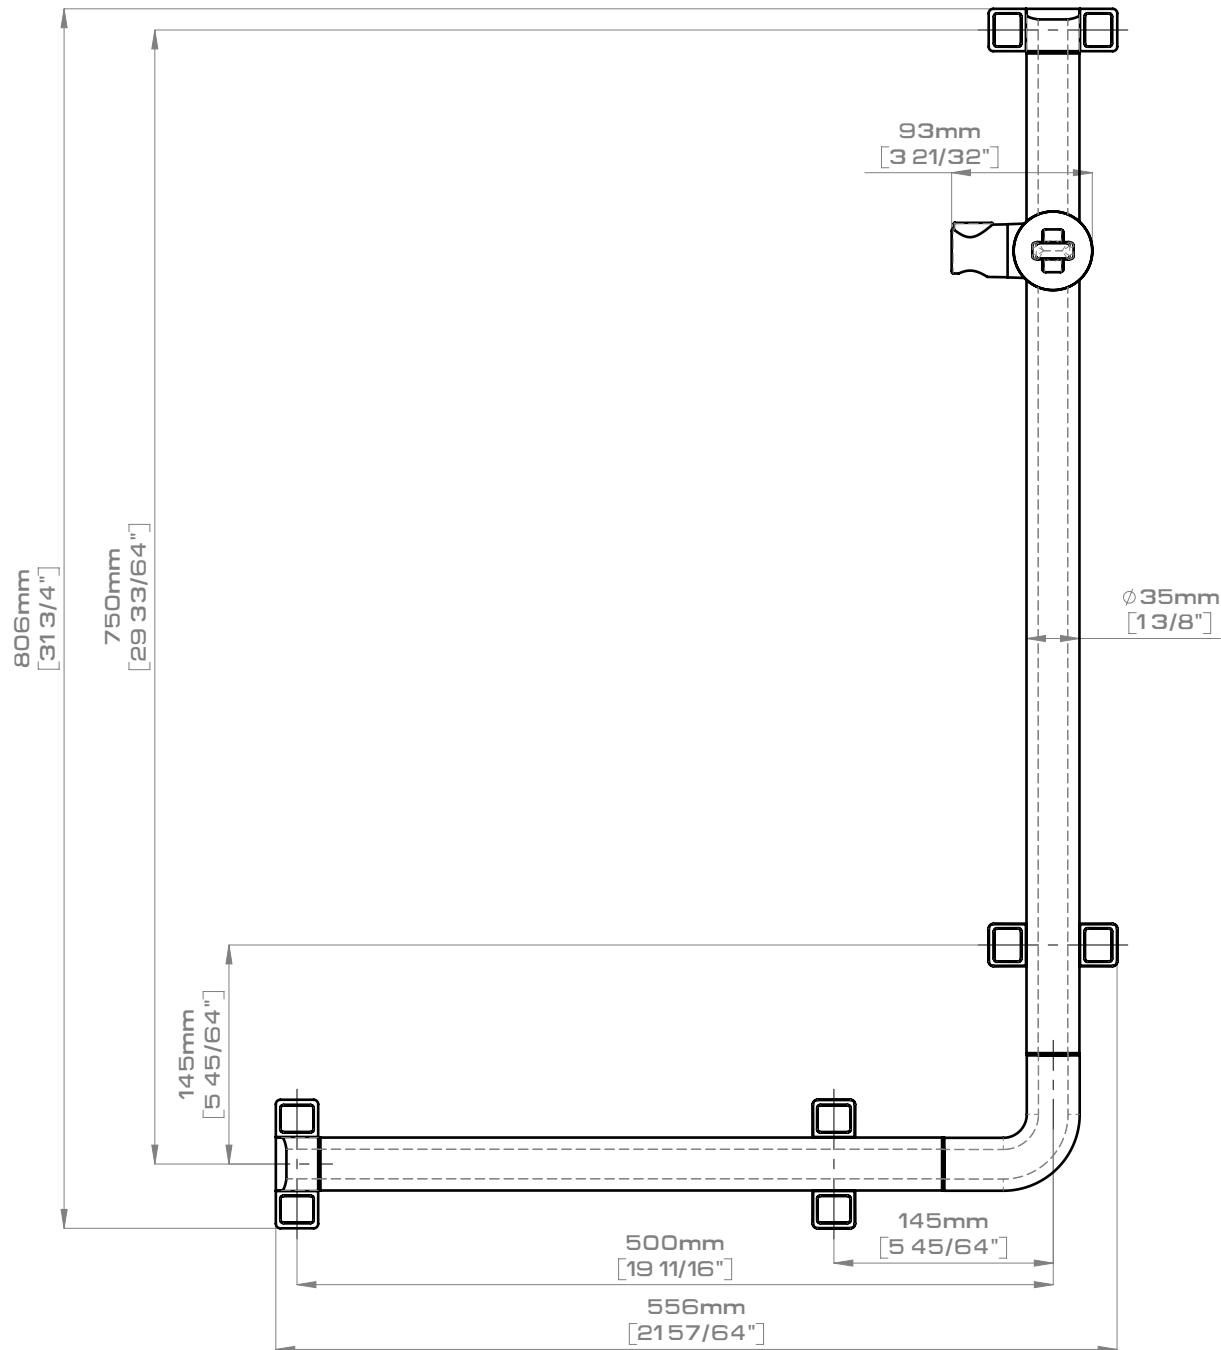 93mm
[3 21/32"]
806mm
[31 3/4"]
750mm
[29 33/64"]
⌀35mm
[1 3/8"]
145mm
[5 45/64"]
145mm
[5 45/64"]
500mm
[19 11/16"]
556mm
[21 57/64"]